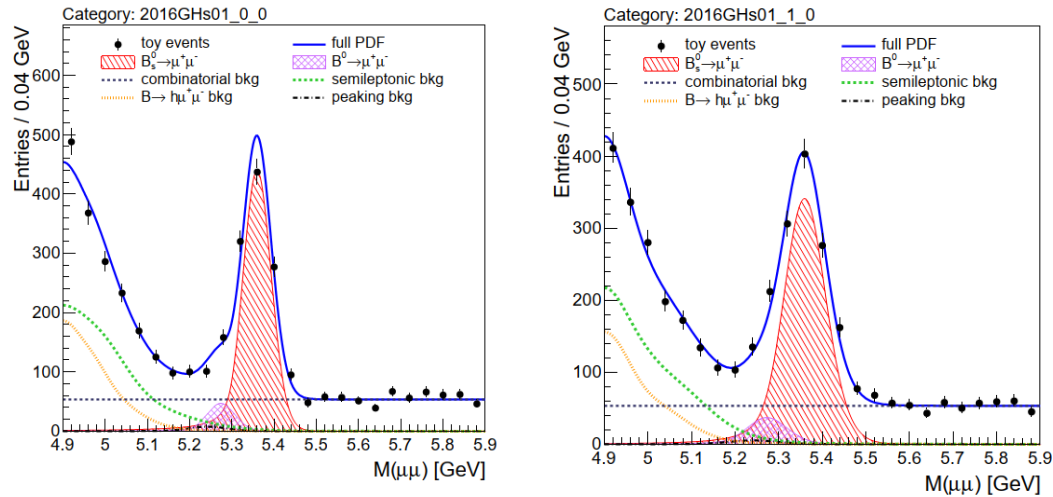 Category: 2016GHs01_0_0
Entries / 0.04 GeV
toy events
full PDF
B⁰ₛ→μ⁺μ⁻
B⁰→μ⁺μ⁻
combinatorial bkg
semileptonic bkg
B→ hμ⁺μ⁻ bkg
peaking bkg
600
500
400
300
200
100
0
4.9 5 5.1 5.2 5.3 5.4 5.5 5.6 5.7 5.8 5.9
M(μμ) [GeV]
Category: 2016GHs01_1_0
Entries / 0.04 GeV
toy events
full PDF
B⁰ₛ→μ⁺μ⁻
B⁰→μ⁺μ⁻
combinatorial bkg
semileptonic bkg
B→ hμ⁺μ⁻ bkg
peaking bkg
500
400
300
200
100
0
4.9 5 5.1 5.2 5.3 5.4 5.5 5.6 5.7 5.8 5.9
M(μμ) [GeV]